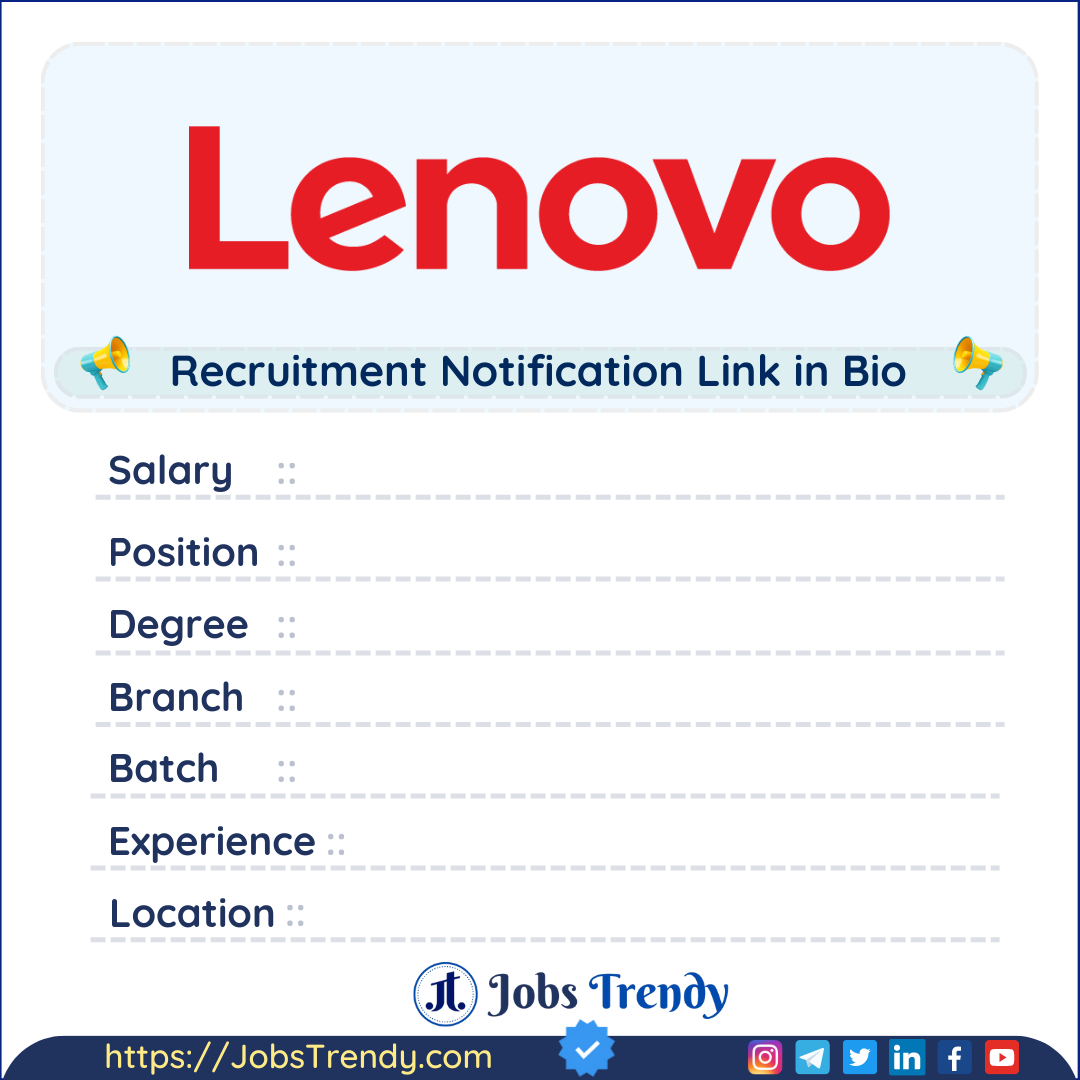 Lenovo
Recruitment Notification Link in Bio
Salary ::
Position ::
Degree ::
Branch ::
Batch ::
Experience ::
Location ::
Jobs Trendy
https://JobsTrendy.com